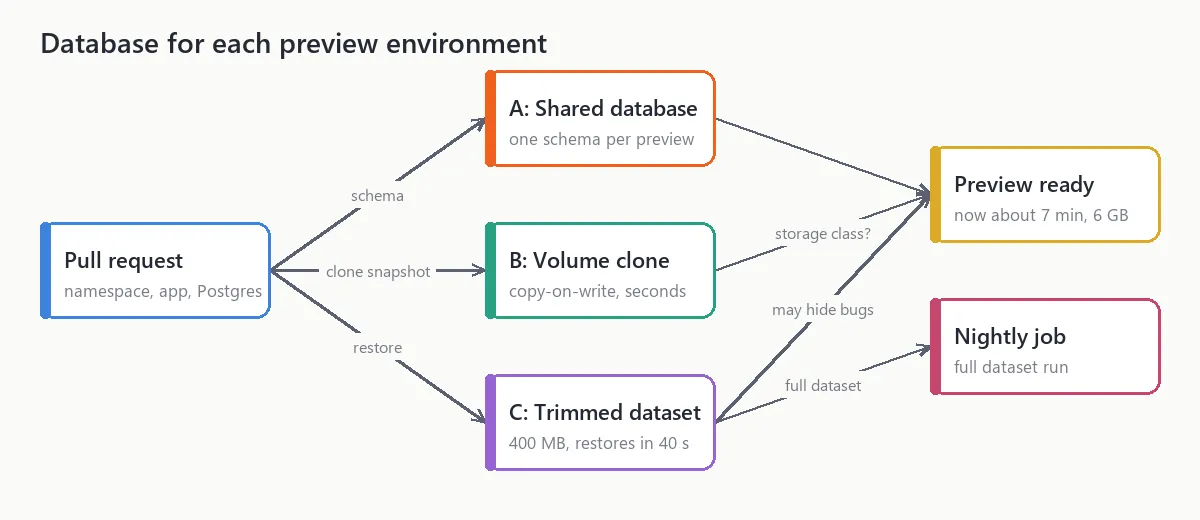 Database for each preview environment
A: Shared database
one schema per preview
schema
Pull request
namespace, app, Postgres
clone snapshot
B: Volume clone
copy-on-write, seconds
restore
C: Trimmed dataset
400 MB, restores in 40 s
storage class?
may hide bugs
full dataset
Preview ready
now about 7 min, 6 GB
Nightly job
full dataset run